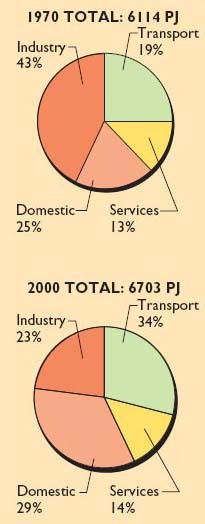 1970 TOTAL: 6114 PJ
Industry
43%
Transport
19%
Domestic
25%
Services
13%
2000 TOTAL: 6703 PJ
Industry
23%
Transport
34%
Domestic
29%
Services
14%